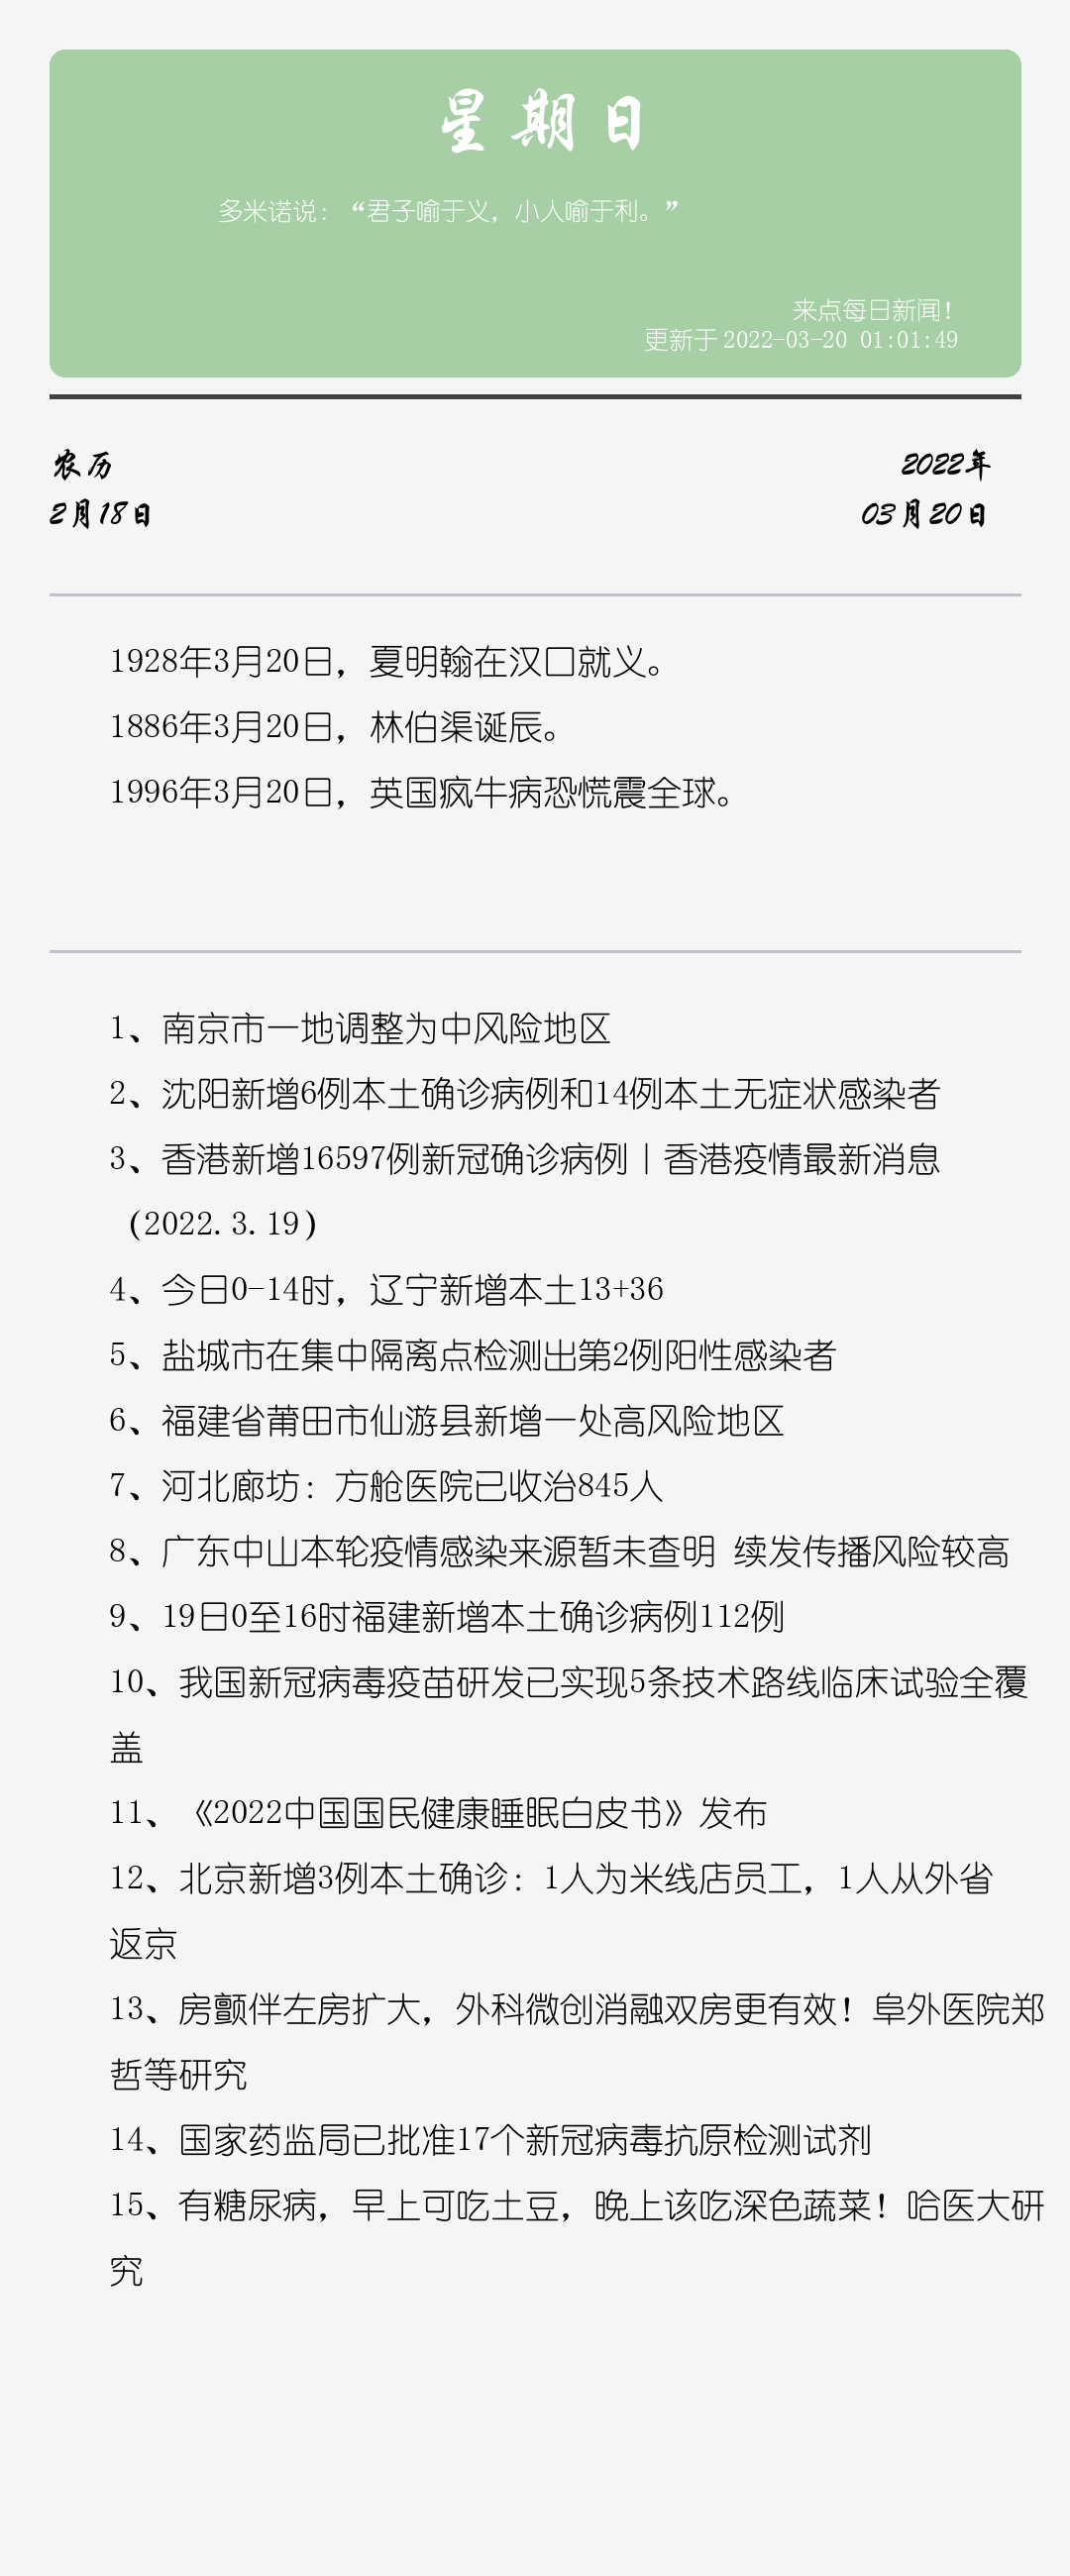 星期日
多米诺说：“君子喻于义，小人喻于利。”
来点每日新闻！
更新于 2022-03-20 01:01:49
农历
2022年
2月18日
03月20日
1928年3月20日，夏明翰在汉口就义。
1886年3月20日，林伯渠诞辰。
1996年3月20日，英国疯牛病恐慌震全球。
1、南京市一地调整为中风险地区
2、沈阳新增6例本土确诊病例和14例本土无症状感染者
3、香港新增16597例新冠确诊病例丨香港疫情最新消息
（2022.3.19）
4、今日0-14时，辽宁新增本土13+36
5、盐城市在集中隔离点检测出第2例阳性感染者
6、福建省莆田市仙游县新增一处高风险地区
7、河北廊坊：方舱医院已收治845人
8、广东中山本轮疫情感染来源暂未查明 续发传播风险较高
9、19日0至16时福建新增本土确诊病例112例
10、我国新冠病毒疫苗研发已实现5条技术路线临床试验全覆
盖
11、《2022中国国民健康睡眠白皮书》发布
12、北京新增3例本土确诊：1人为米线店员工，1人从外省
返京
13、房颤伴左房扩大，外科微创消融双房更有效！阜外医院郑
哲等研究
14、国家药监局已批准17个新冠病毒抗原检测试剂
15、有糖尿病，早上可吃土豆，晚上该吃深色蔬菜！哈医大研
究